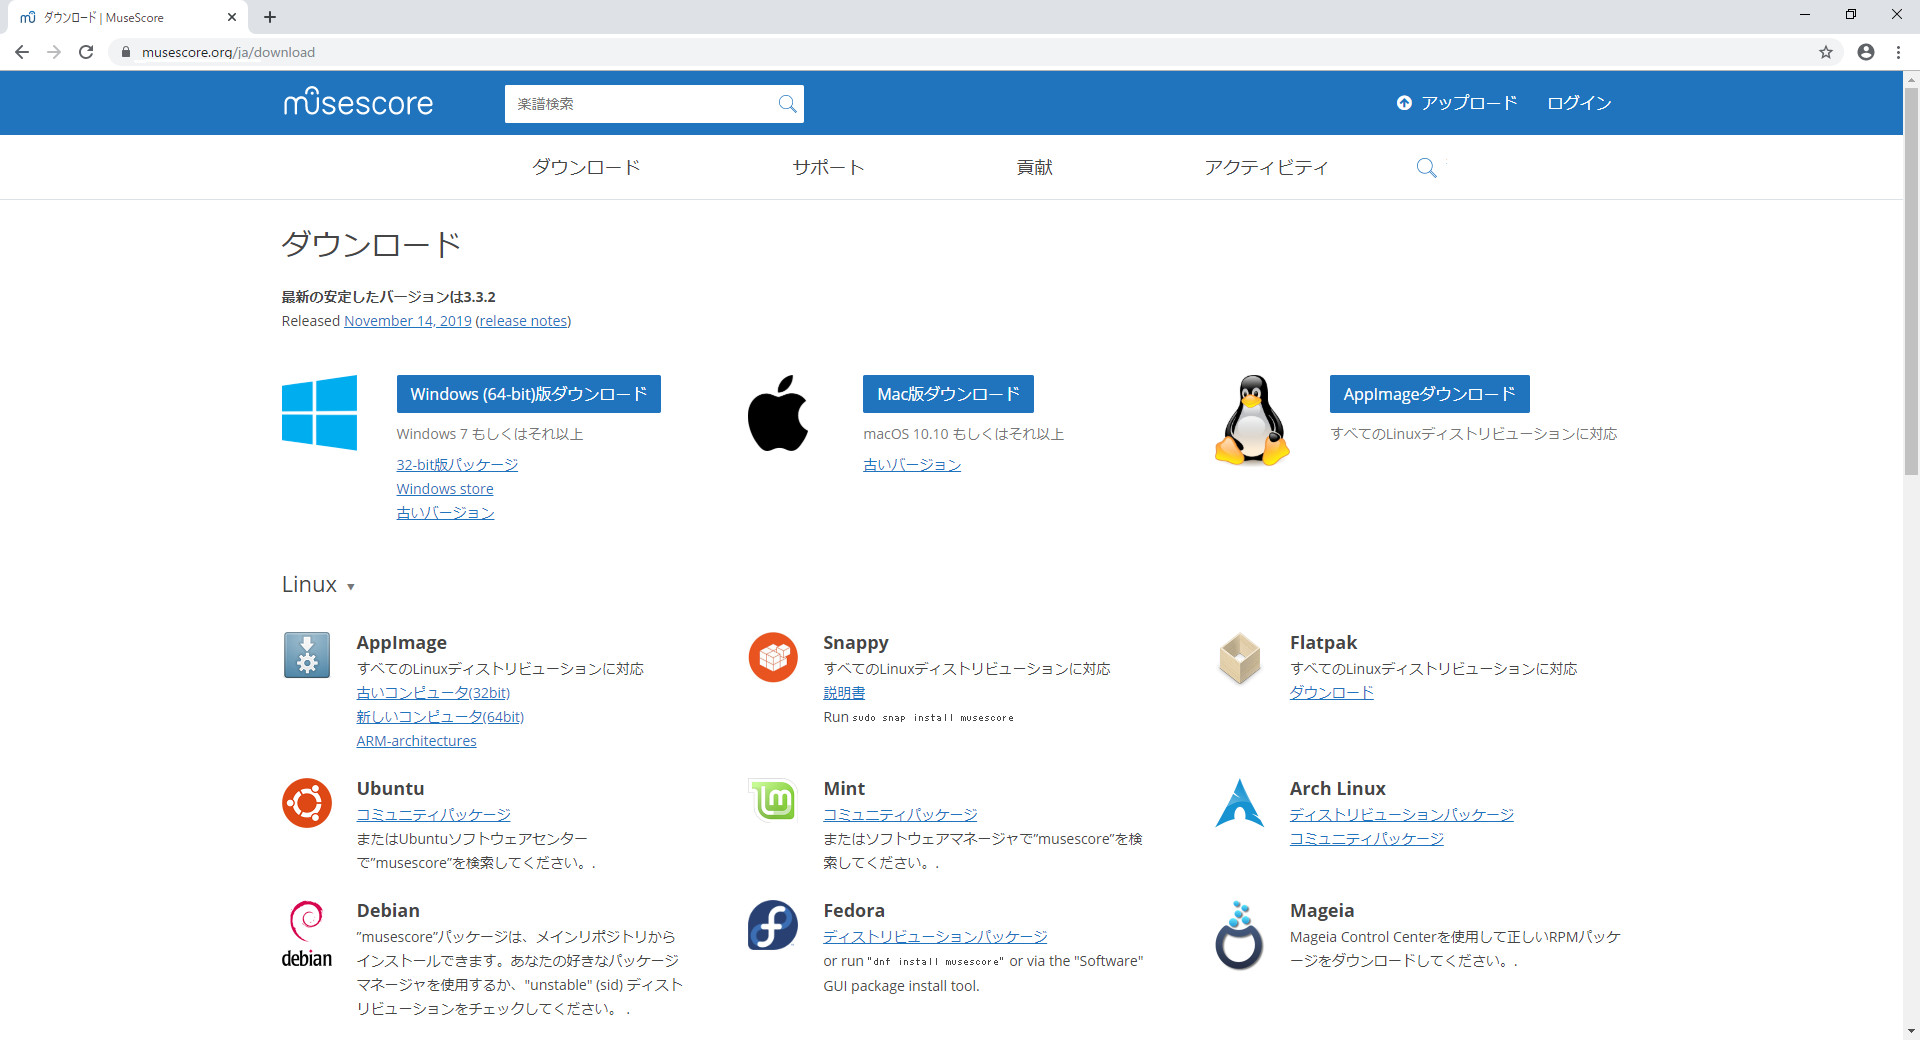 ダウンロード | MuseScore
musescore.org/ja/download
musescore
楽譜検索
アップロード
ログイン
ダウンロード
サポート
貢献
アクティビティ
ダウンロード
最新の安定したバージョンは3.3.2
Released November 14, 2019 (release notes)
Windows (64-bit)版ダウンロード
Windows 7 もしくはそれ以上
32-bit版パッケージ
Windows store
古いバージョン
Mac版ダウンロード
macOS 10.10 もしくはそれ以上
古いバージョン
AppImageダウンロード
すべてのLinuxディストリビューションに対応
Linux ▾
AppImage
すべてのLinuxディストリビューションに対応
古いコンピュータ(32bit)
新しいコンピュータ(64bit)
ARM-architectures
Snappy
すべてのLinuxディストリビューションに対応
説明書
Run sudo snap install musescore
Flatpak
すべてのLinuxディストリビューションに対応
ダウンロード
Ubuntu
コミュニティパッケージ
またはUbuntuソフトウェアセンター
で”musescore”を検索してください。.
Mint
コミュニティパッケージ
またはソフトウェアマネージャで”musescore”を検
索してください。.
Arch Linux
ディストリビューションパッケージ
コミュニティパッケージ
debian
Debian
”musescore”パッケージは、メインリポジトリから
インストールできます。あなたの好きなパッケージ
マネージャを使用するか、"unstable" (sid) ディスト
リビューションをチェックしてください。 .
Fedora
ディストリビューションパッケージ
or run "dnf install musescore" or via the "Software"
GUI package install tool.
Mageia
Mageia Control Centerを使用して正しいRPMパッケ
ージをダウンロードしてください。.